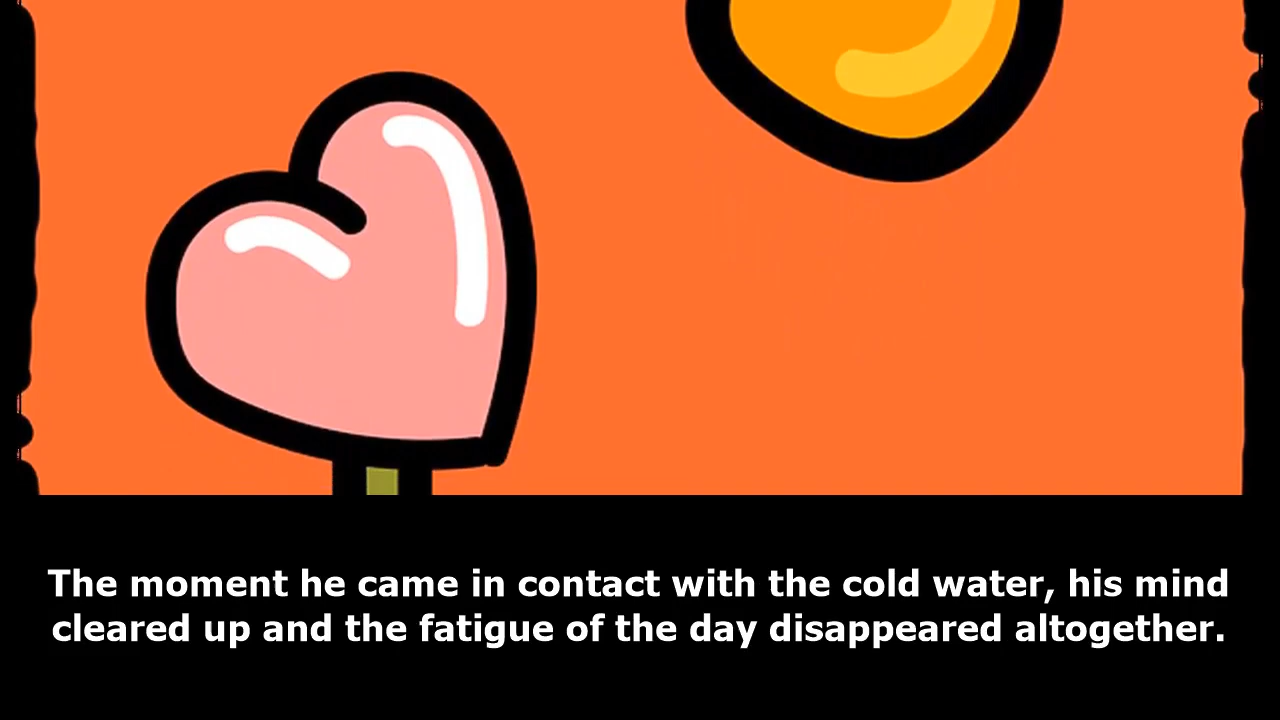 The moment he came in contact with the cold water, his mind
cleared up and the fatigue of the day disappeared altogether.